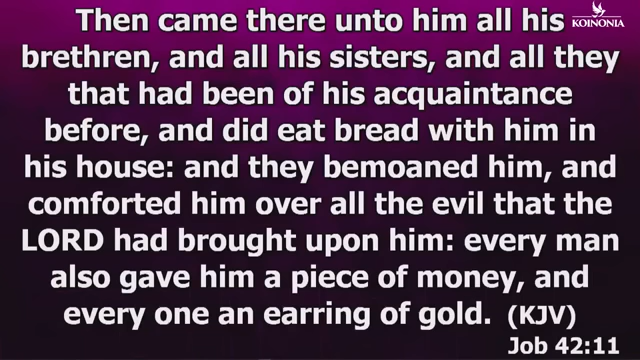 Then came there unto him all his
KOINONIA
brethren, and all his sisters, and all they
that had been of his acquaintance
before, and did eat bread with him in
his house: and they bemoaned him, and
comforted him over all the evil that the
LORD had brought upon him: every man
also gave him a piece of money, and
every one an earring of gold. (KJV)
Job 42:11